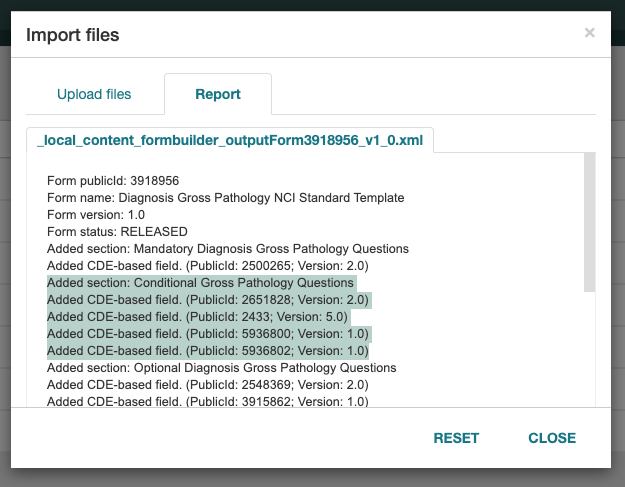 Import files
×
Upload files
Report
_local_content_formbuilder_outputForm3918956_v1_0.xml
Form publicId: 3918956
Form name: Diagnosis Gross Pathology NCI Standard Template
Form version: 1.0
Form status: RELEASED
Added section: Mandatory Diagnosis Gross Pathology Questions
Added CDE-based field. (PublicId: 2500265; Version: 2.0)
Added section: Conditional Gross Pathology Questions
Added CDE-based field. (PublicId: 2651828; Version: 2.0)
Added CDE-based field. (PublicId: 2433; Version: 5.0)
Added CDE-based field. (PublicId: 5936800; Version: 1.0)
Added CDE-based field. (PublicId: 5936802; Version: 1.0)
Added section: Optional Diagnosis Gross Pathology Questions
Added CDE-based field. (PublicId: 2548369; Version: 2.0)
Added CDE-based field. (PublicId: 3915862; Version: 1.0)
RESET
CLOSE